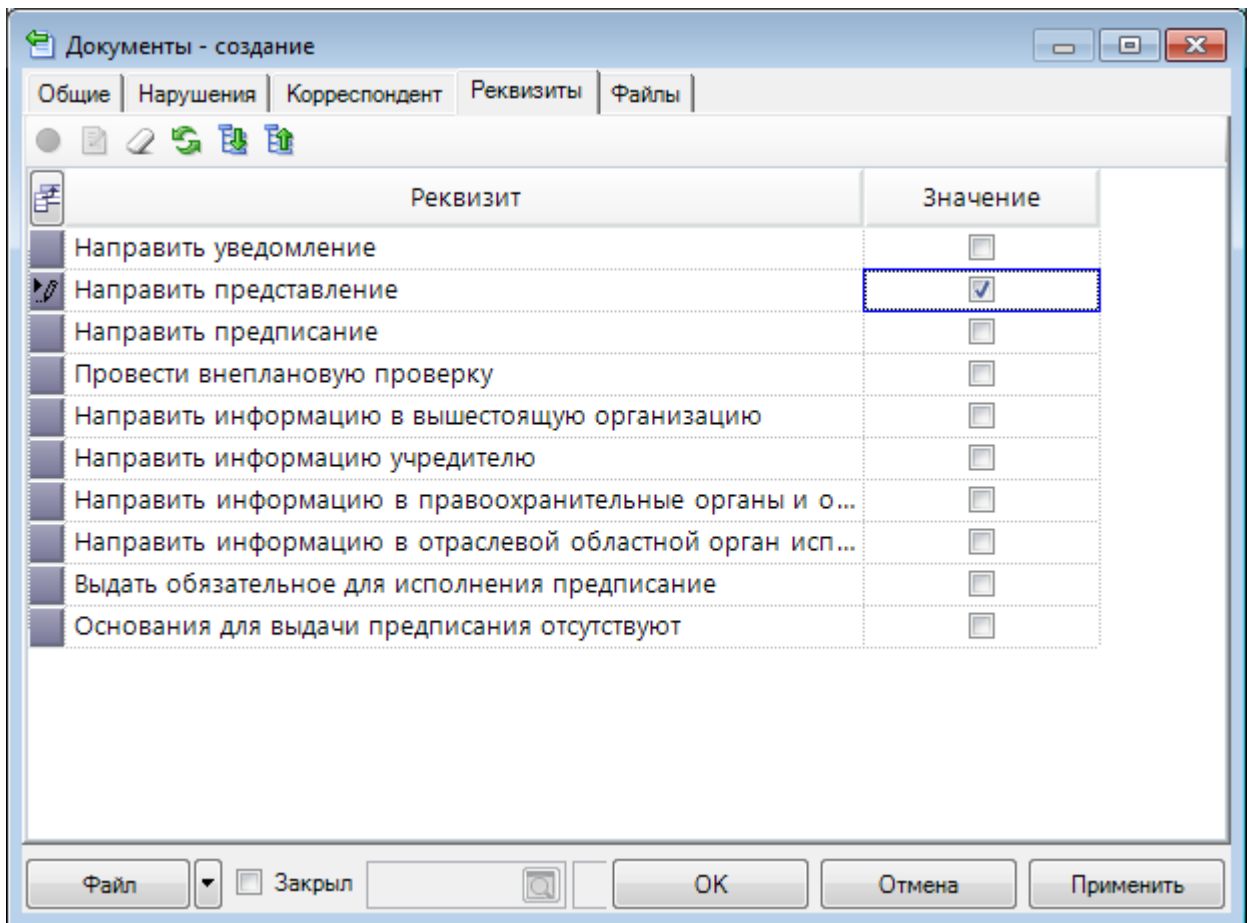 Документы - создание
Общие Нарушения Корреспондент Реквизиты Файлы
Реквизит Значение
Направить уведомление
Направить представление
Направить предписание
Провести внеплановую проверку
Направить информацию в вышестоящую организацию
Направить информацию учредителю
Направить информацию в правоохранительные органы и о...
Направить информацию в отраслевой областной орган исп...
Выдать обязательное для исполнения предписание
Основания для выдачи предписания отсутствуют
Файл Закрыл OK Отмена Применить